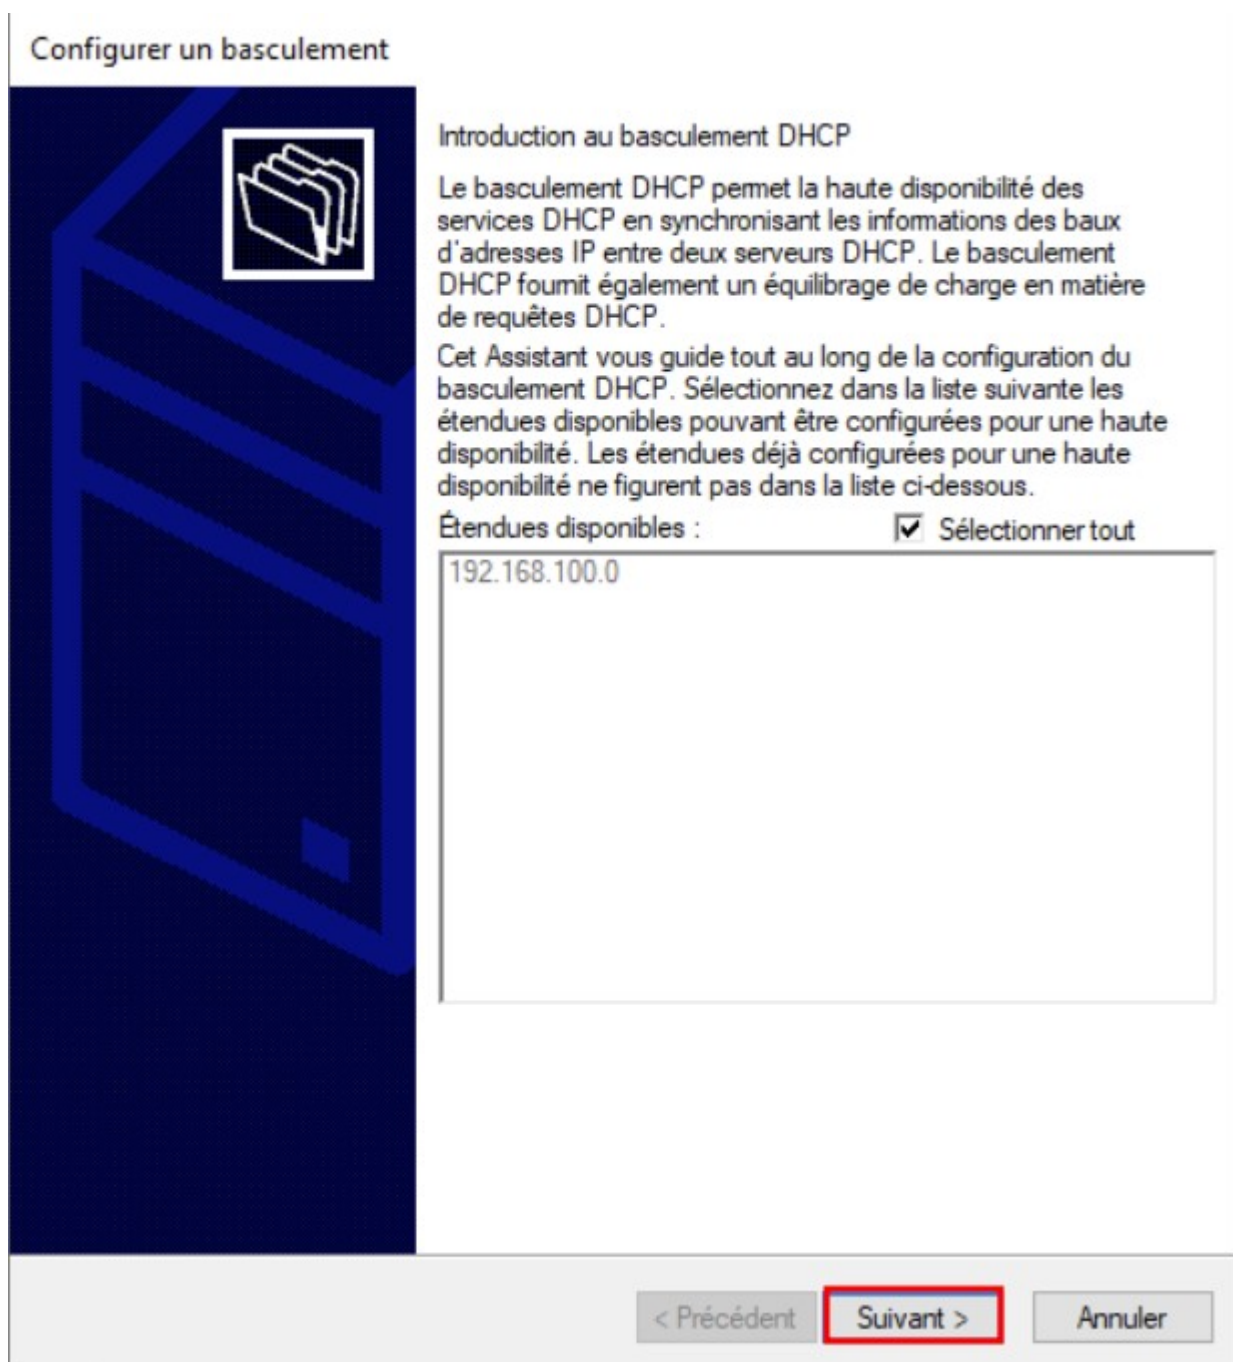 Configurer un basculement
Introduction au basculement DHCP
Le basculement DHCP permet la haute disponibilité des
services DHCP en synchronisant les informations des baux
d'adresses IP entre deux serveurs DHCP. Le basculement
DHCP fournit également un équilibrage de charge en matière
de requêtes DHCP.
Cet Assistant vous guide tout au long de la configuration du
basculement DHCP. Sélectionnez dans la liste suivante les
étendues disponibles pouvant être configurées pour une haute
disponibilité. Les étendues déjà configurées pour une haute
disponibilité ne figurent pas dans la liste ci-dessous.
Étendues disponibles : Sélectionner tout
192.168.100.0
< Précédent Suivant > Annuler